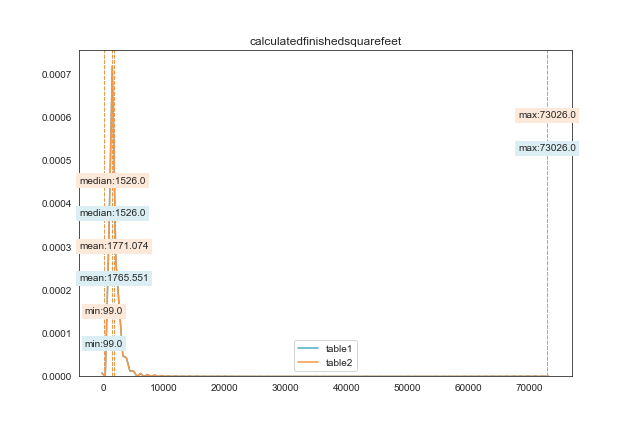 calculatedfinishedsquarefeet
0.0007
0.0006
0.0005
0.0004
0.0003
0.0002
0.0001
0.0000
max:73026.0
max:73026.0
median:1526.0
median:1526.0
mean:1771.074
mean:1765.551
min:99.0
min:99.0
table1
table2
0
10000
20000
30000
40000
50000
60000
70000